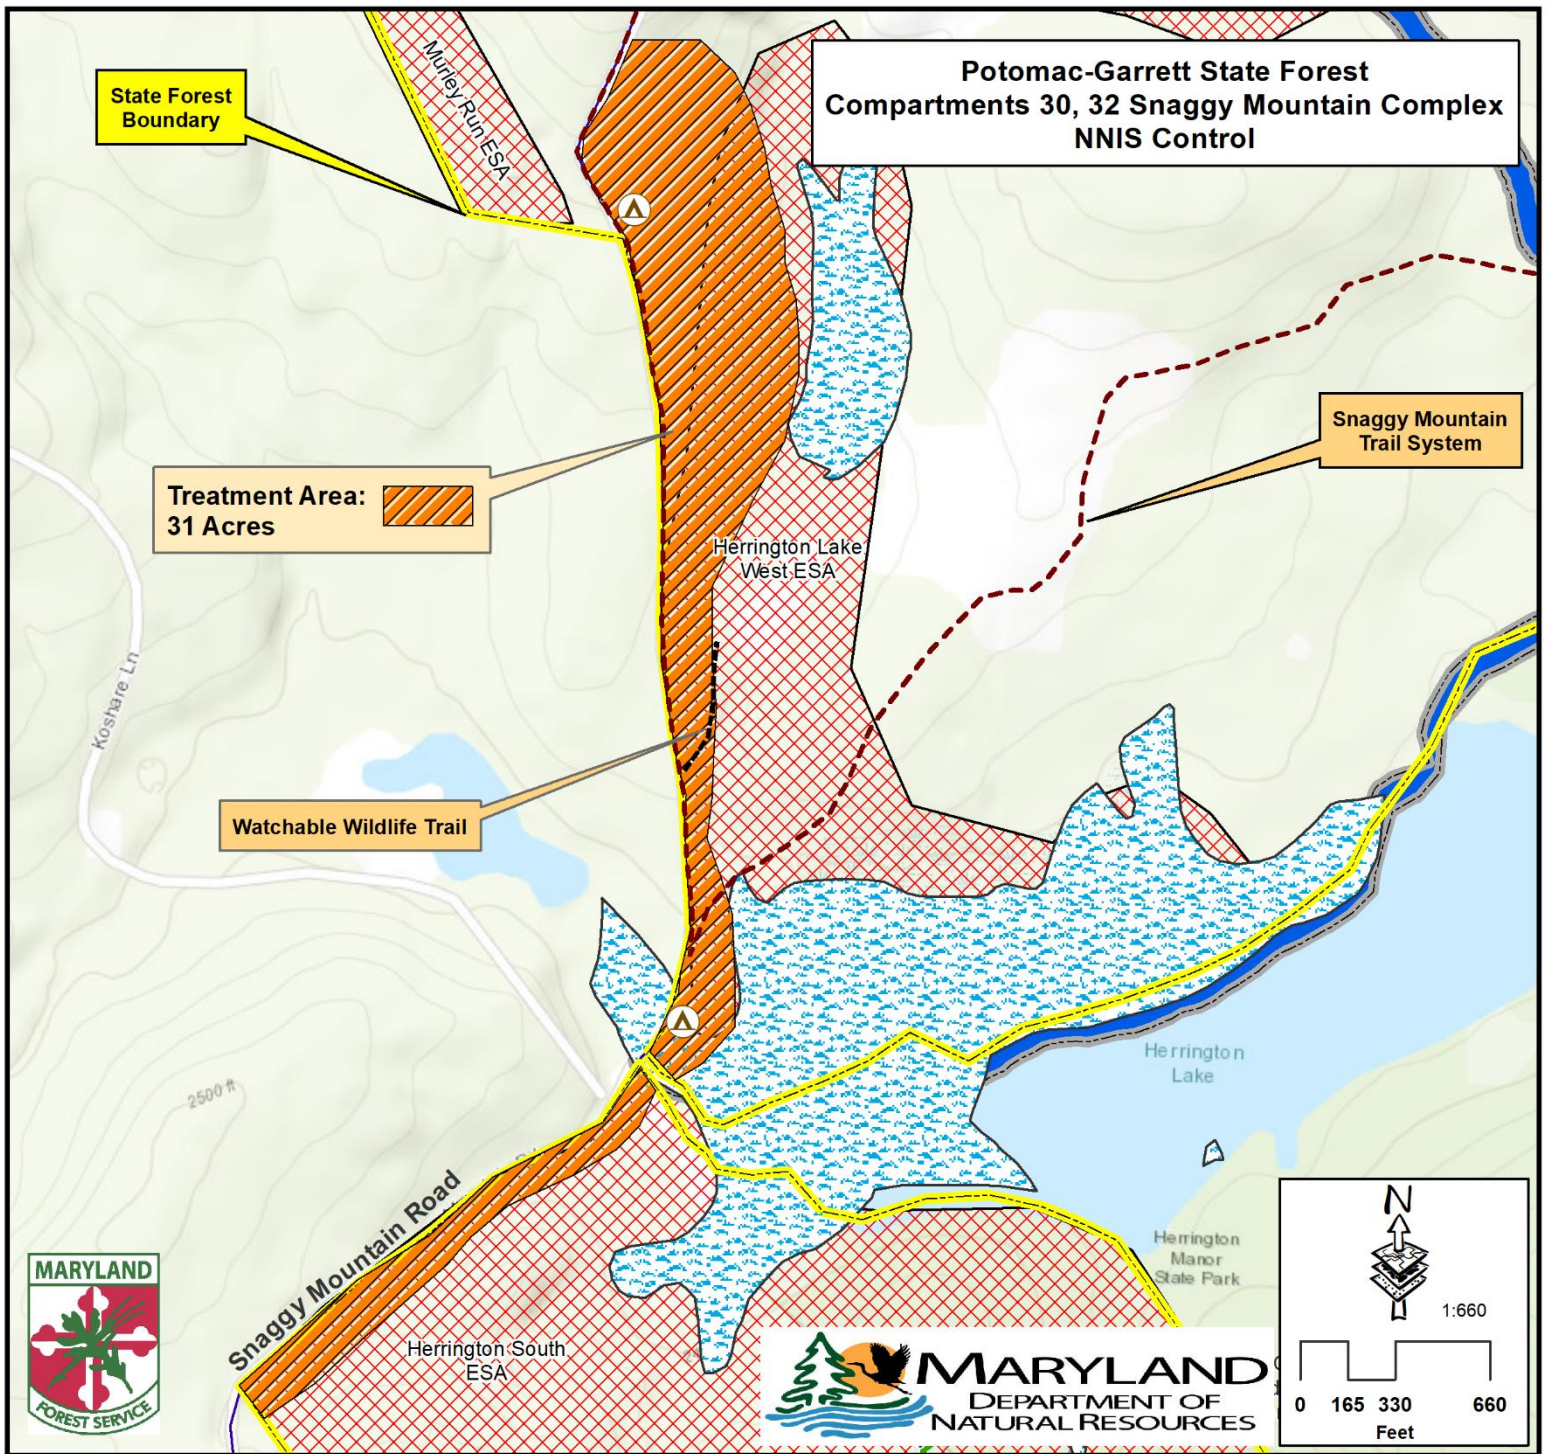 Potomac-Garrett State Forest
Compartments 30, 32 Snaggy Mountain Complex
NNIS Control
State Forest
Boundary
Murley Run ESA
Snaggy Mountain
Trail System
Treatment Area:
31 Acres
Herrington Lake
West ESA
Koshare Ln
Watchable Wildlife Trail
Herrington
Lake
2500 ft
Snaggy Mountain Road
Herrington
Manor
State Park
Herrington South
ESA
MARYLAND
FOREST SERVICE
MARYLAND
DEPARTMENT OF
NATURAL RESOURCES
N
1:660
0 165 330 660
Feet